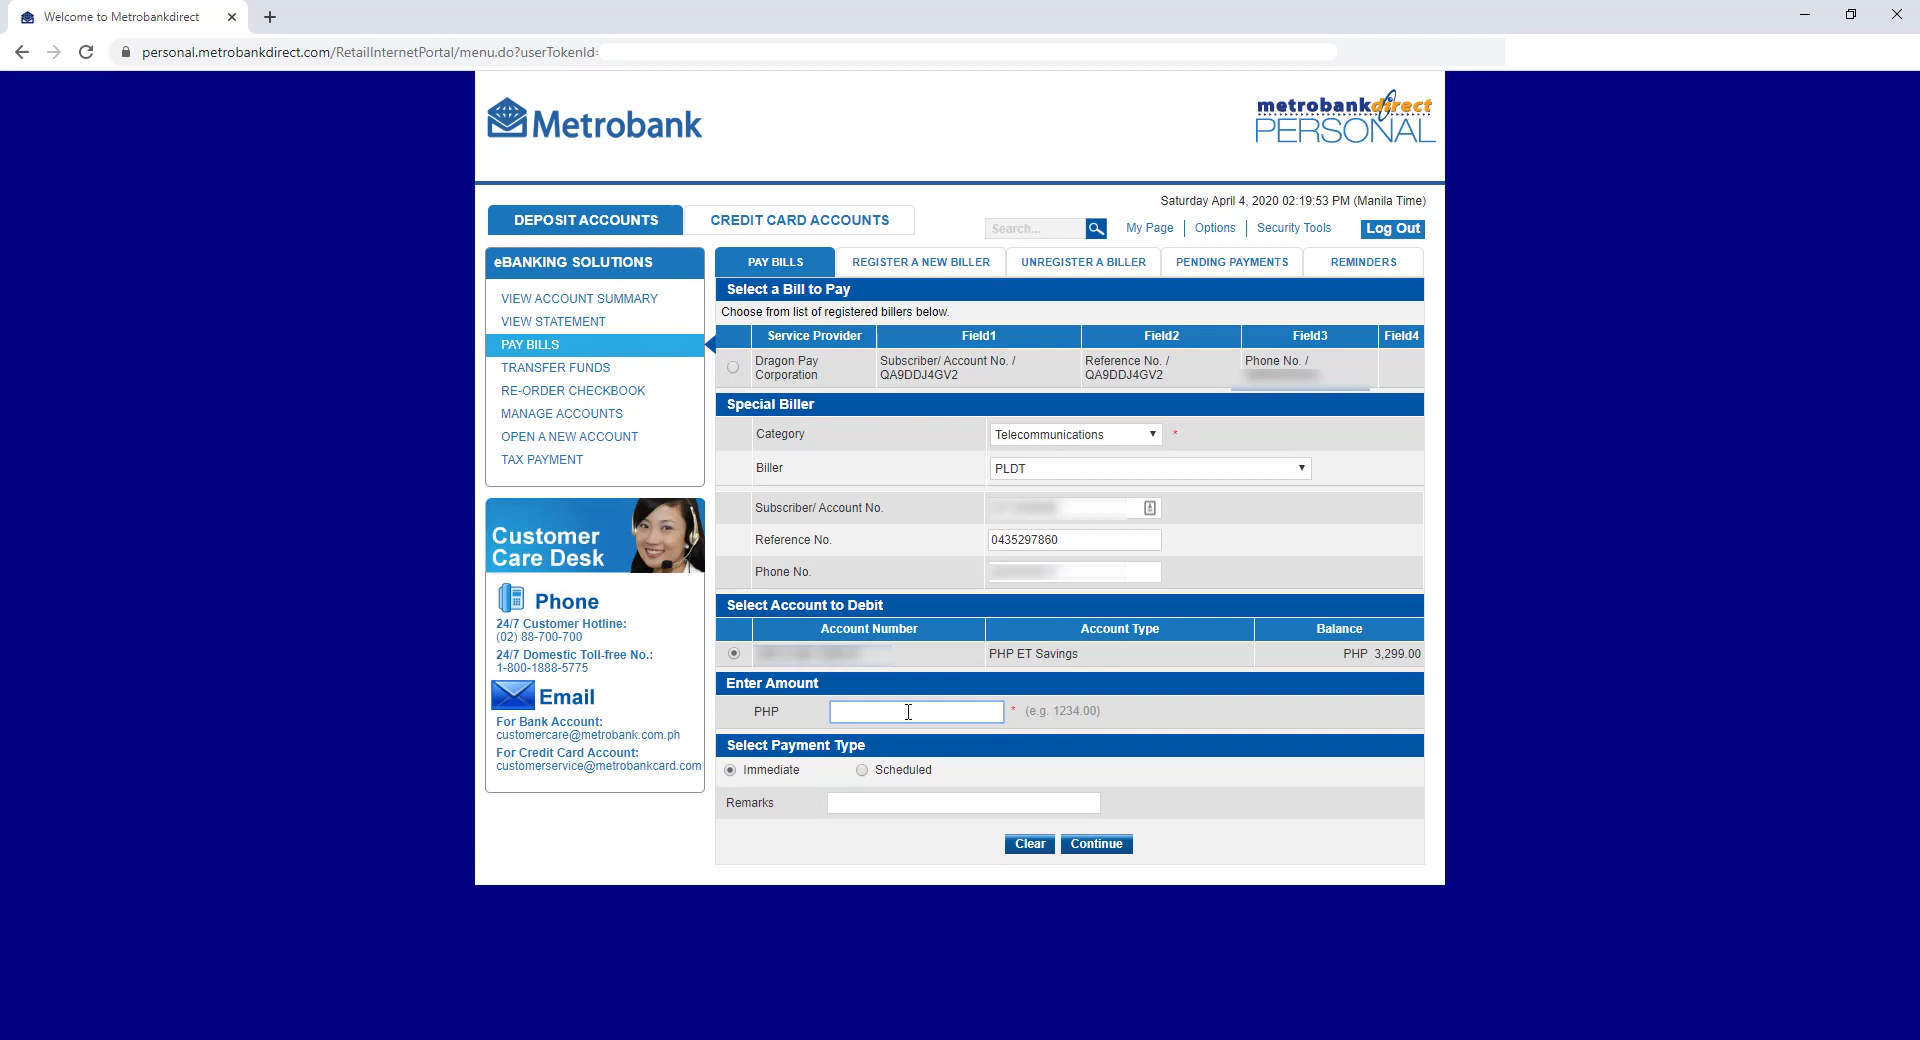 Welcome to Metrobankdirect
personal.metrobankdirect.com/RetailInternetPortal/menu.do?userTokenId=
Metrobank
metrobankdirect
PERSONAL
Saturday April 4, 2020 02:19:53 PM (Manila Time)
DEPOSIT ACCOUNTS
CREDIT CARD ACCOUNTS
Search...
My Page
Options
Security Tools
Log Out
eBANKING SOLUTIONS
VIEW ACCOUNT SUMMARY
VIEW STATEMENT
PAY BILLS
TRANSFER FUNDS
RE-ORDER CHECKBOOK
MANAGE ACCOUNTS
OPEN A NEW ACCOUNT
TAX PAYMENT
Customer
Care Desk
Phone
24/7 Customer Hotline:
(02) 88-700-700
24/7 Domestic Toll-free No.:
1-800-1888-5775
Email
For Bank Account:
customercare@metrobank.com.ph
For Credit Card Account:
customerservice@metrobankcard.com
PAY BILLS
REGISTER A NEW BILLER
UNREGISTER A BILLER
PENDING PAYMENTS
REMINDERS
Select a Bill to Pay
Choose from list of registered billers below.
Service Provider
Field1
Field2
Field3
Field4
Dragon Pay
Corporation
Subscriber/ Account No. /
QA9DDJ4GV2
Reference No. /
QA9DDJ4GV2
Phone No. /
Special Biller
Category
Telecommunications
*
Biller
PLDT
Subscriber/ Account No.
Reference No.
0435297860
Phone No.
Select Account to Debit
Account Number
Account Type
Balance
PHP ET Savings
PHP 3,299.00
Enter Amount
PHP
* (e.g. 1234.00)
Select Payment Type
Immediate
Scheduled
Remarks
Clear
Continue